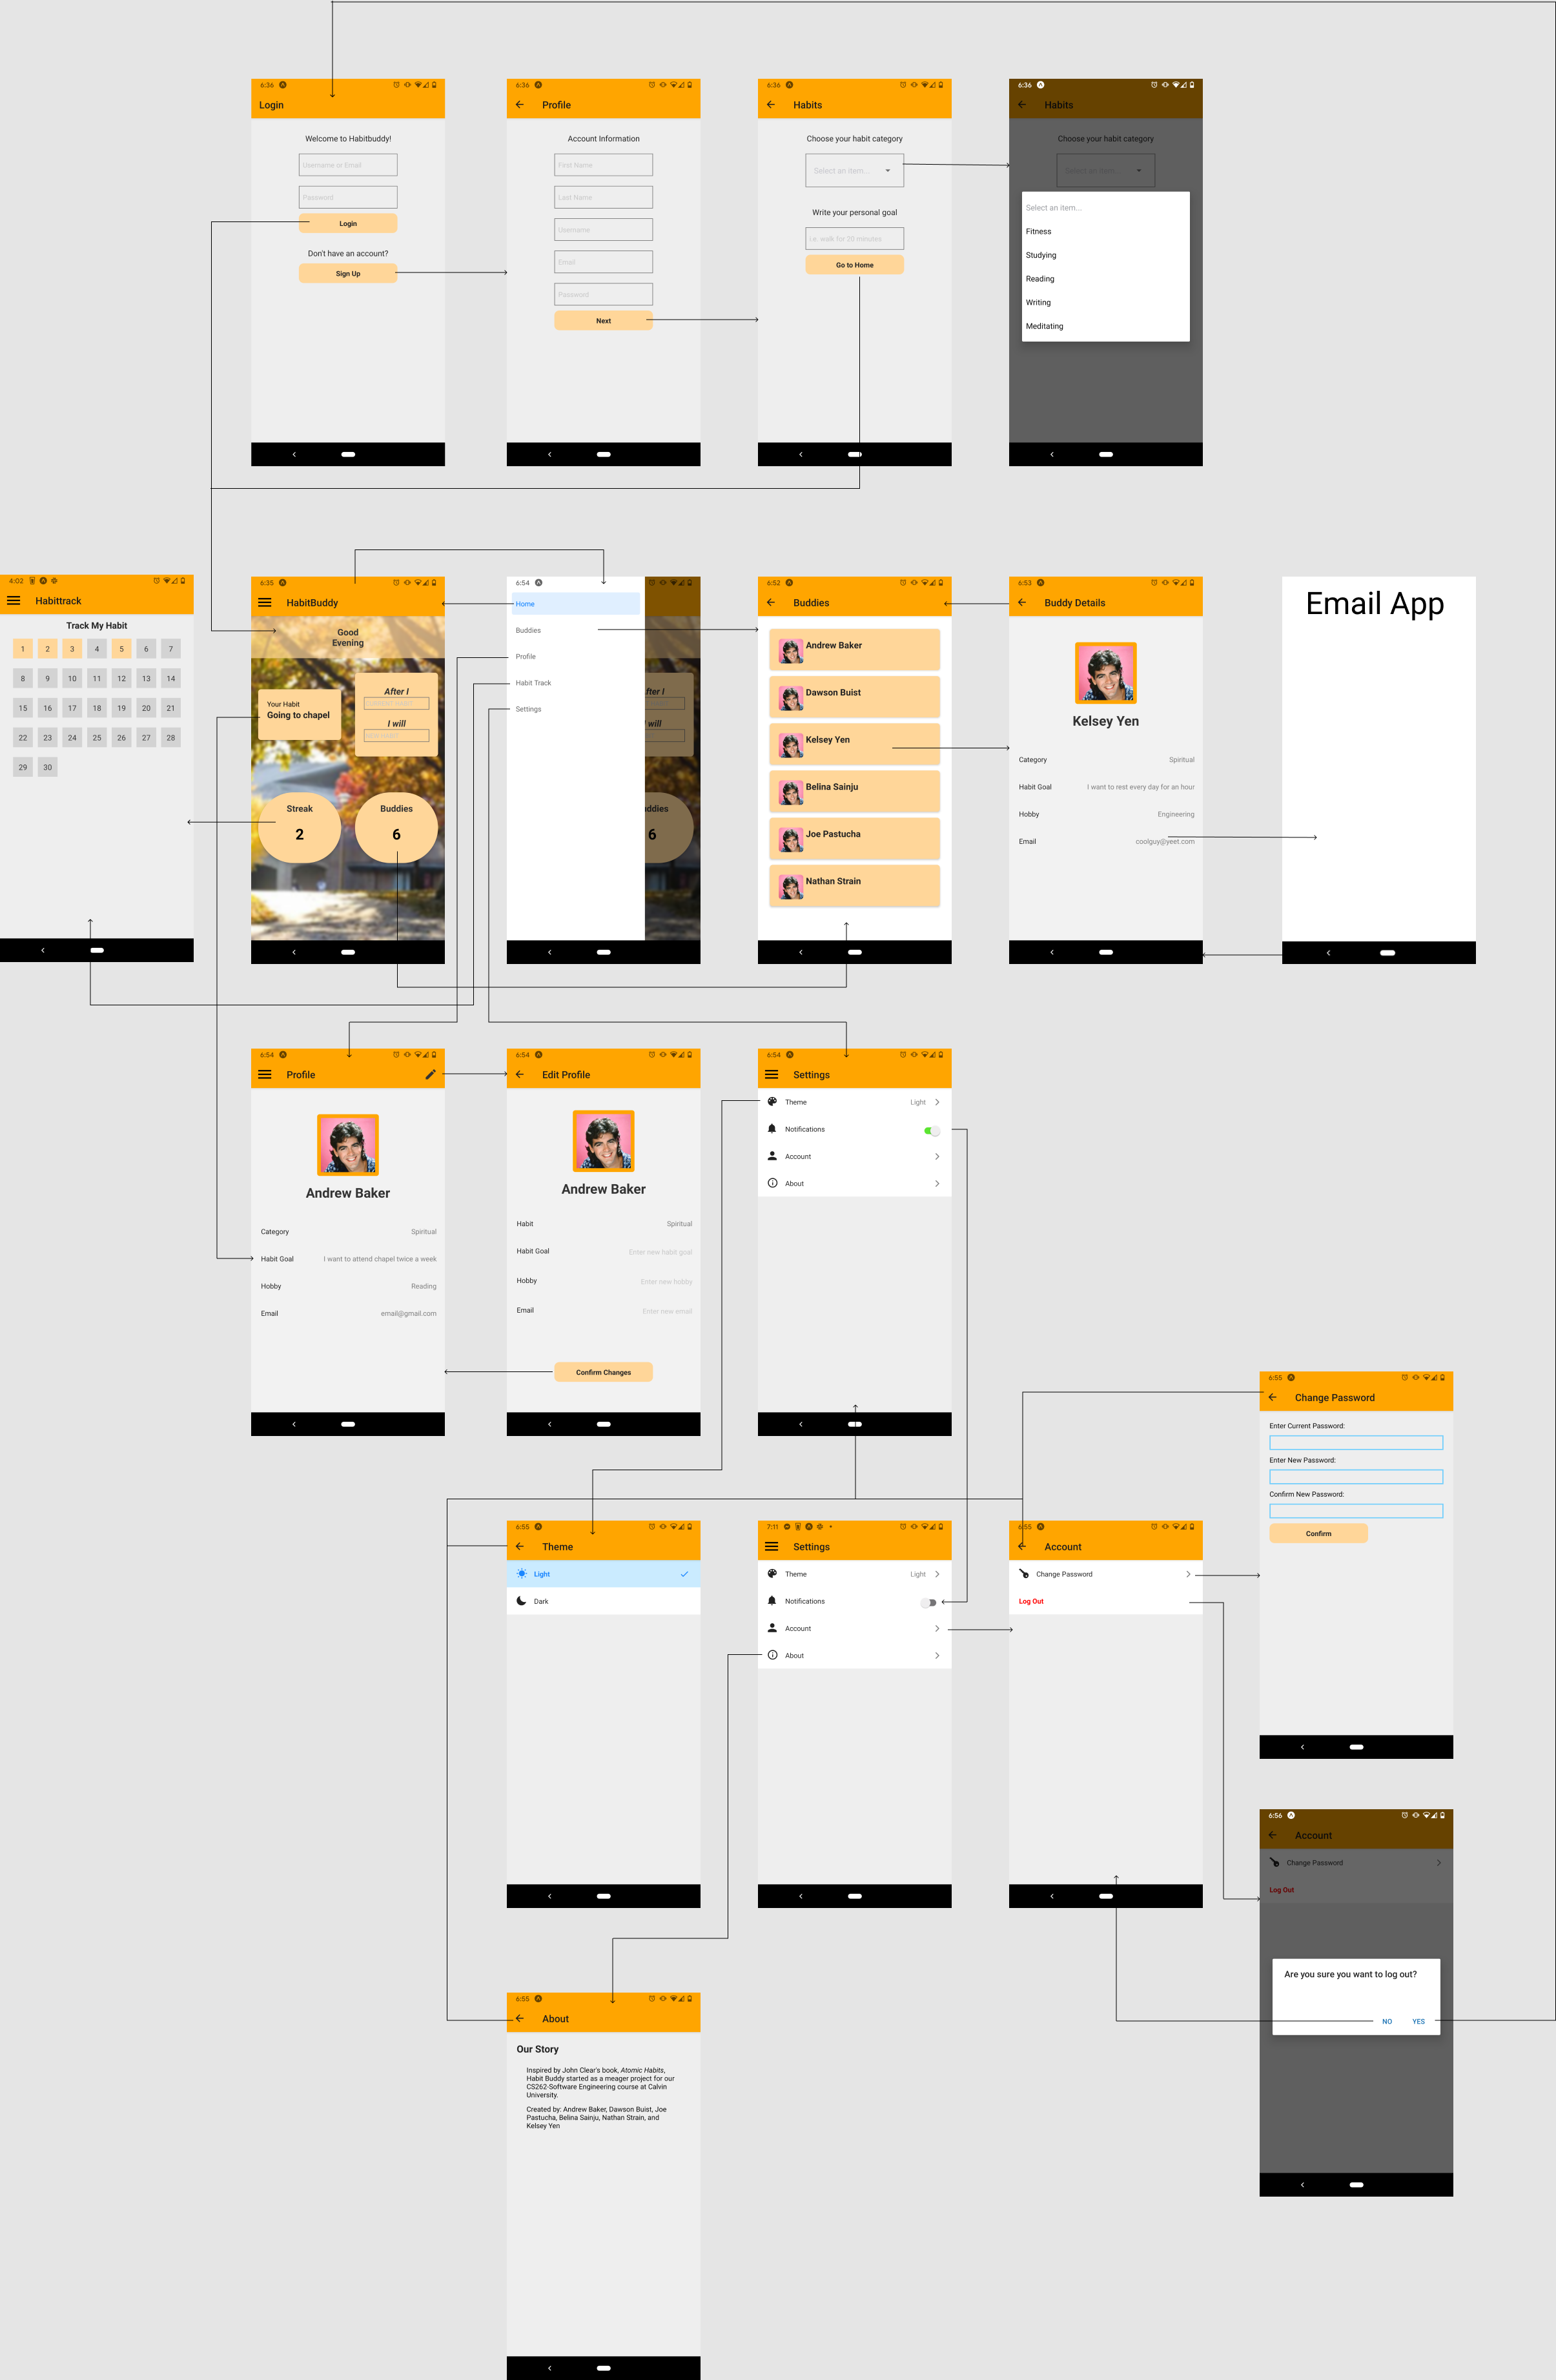 6:36
Login
Welcome to Habitbuddy!
Username or Email
Password
Login
Don't have an account?
Sign Up
6:36
Profile
Account Information
First Name
Last Name
Username
Email
Password
Next
6:36
Habits
Choose your habit category
Select an item...
Write your personal goal
i.e. walk for 20 minutes
Go to Home
6:36
Habits
Choose your habit category
Select an item...
Select an item...
Fitness
Studying
Reading
Writing
Meditating
4:02
Habittrack
Track My Habit
1 2 3 4 5 6 7
8 9 10 11 12 13 14
15 16 17 18 19 20 21
22 23 24 25 26 27 28
29 30
6:35
HabitBuddy
Good
Evening
Your Habit
Going to chapel
After I
I will
Streak
2
Buddies
6
6:54
Home
Buddies
Profile
Habit Track
Settings
fter I
will
ddies
6
6:52
Buddies
Andrew Baker
Dawson Buist
Kelsey Yen
Belina Sainju
Joe Pastucha
Nathan Strain
6:53
Buddy Details
Kelsey Yen
Category Spiritual
Habit Goal I want to rest every day for an hour
Hobby Engineering
Email coolguy@yeet.com
Email App
6:54
Profile
Andrew Baker
Category Spiritual
Habit Goal I want to attend chapel twice a week
Hobby Reading
Email email@gmail.com
6:54
Edit Profile
Andrew Baker
Habit Spiritual
Habit Goal Enter new habit goal
Hobby Enter new hobby
Email Enter new email
Confirm Changes
6:54
Settings
Theme Light
Notifications
Account
About
6:55
Change Password
Enter Current Password:
Enter New Password:
Confirm New Password:
Confirm
6:55
Theme
Light
Dark
7:11
Settings
Theme Light
Notifications
Account
About
6:55
Account
Change Password
Log Out
6:56
Account
Change Password
Log Out
Are you sure you want to log out?
NO YES
6:55
About
Our Story
Inspired by John Clear's book, Atomic Habits,
Habit Buddy started as a meager project for our
CS262-Software Engineering course at Calvin
University.
Created by: Andrew Baker, Dawson Buist, Joe
Pastucha, Belina Sainju, Nathan Strain, and
Kelsey Yen